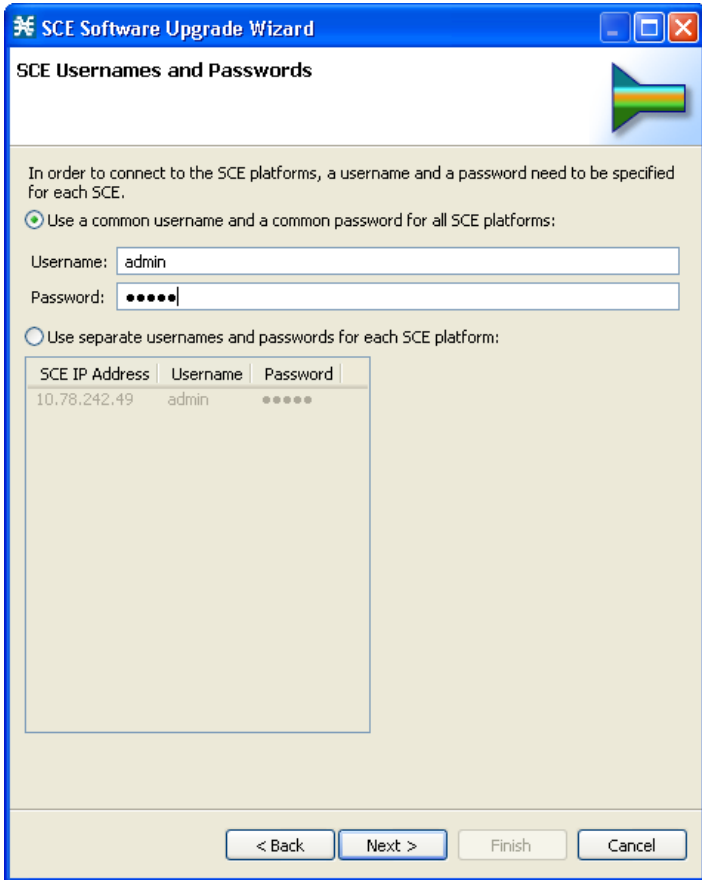 SCE Software Upgrade Wizard
SCE Usernames and Passwords
In order to connect to the SCE platforms, a username and a password need to be specified
for each SCE.
Use a common username and a common password for all SCE platforms:
Username: admin
Password: ●●●●●
Use separate usernames and passwords for each SCE platform:
SCE IP Address Username Password
10.78.242.49 admin ●●●●●
< Back Next > Finish Cancel